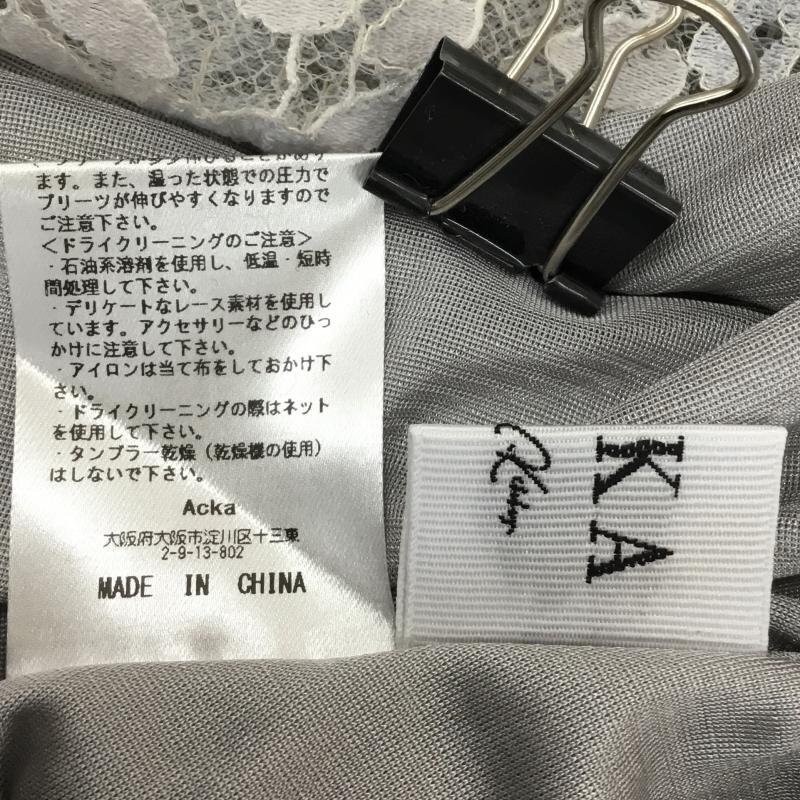 ます。また、湿った状態での圧力で
プリーツが伸びやすくなりますので
ご注意下さい。
＜ドライクリーニングのご注意＞
・石油系溶剤を使用し、低温・短時
間処理して下さい。
・デリケートなレース素材を使用し
ています。アクセサリーなどのひっ
かけに注意して下さい。
・アイロンは当て布をしておかけ下
さい。
・ドライクリーニングの際はネット
を使用して下さい。
・タンブラー乾燥（乾燥機の使用）
はしないで下さい。
Acka
大阪府大阪市淀川区十三東
2-9-13-802
MADE IN CHINA
KA